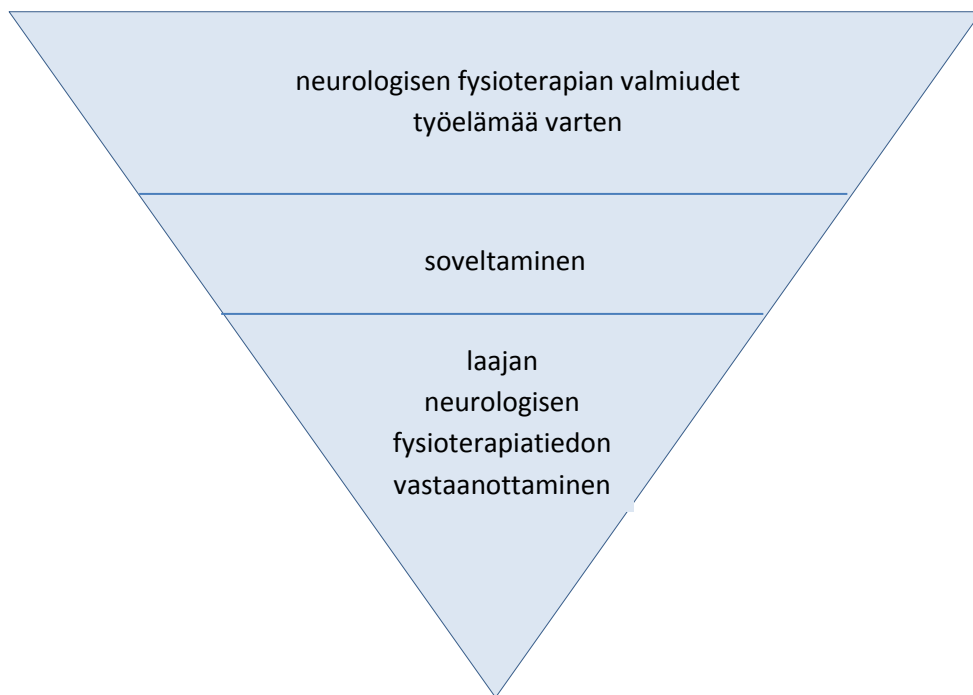 neurologisen fysioterapian valmiudet
työelämää varten
soveltaminen
laajan
neurologisen
fysioterapiatiedon
vastaanottaminen